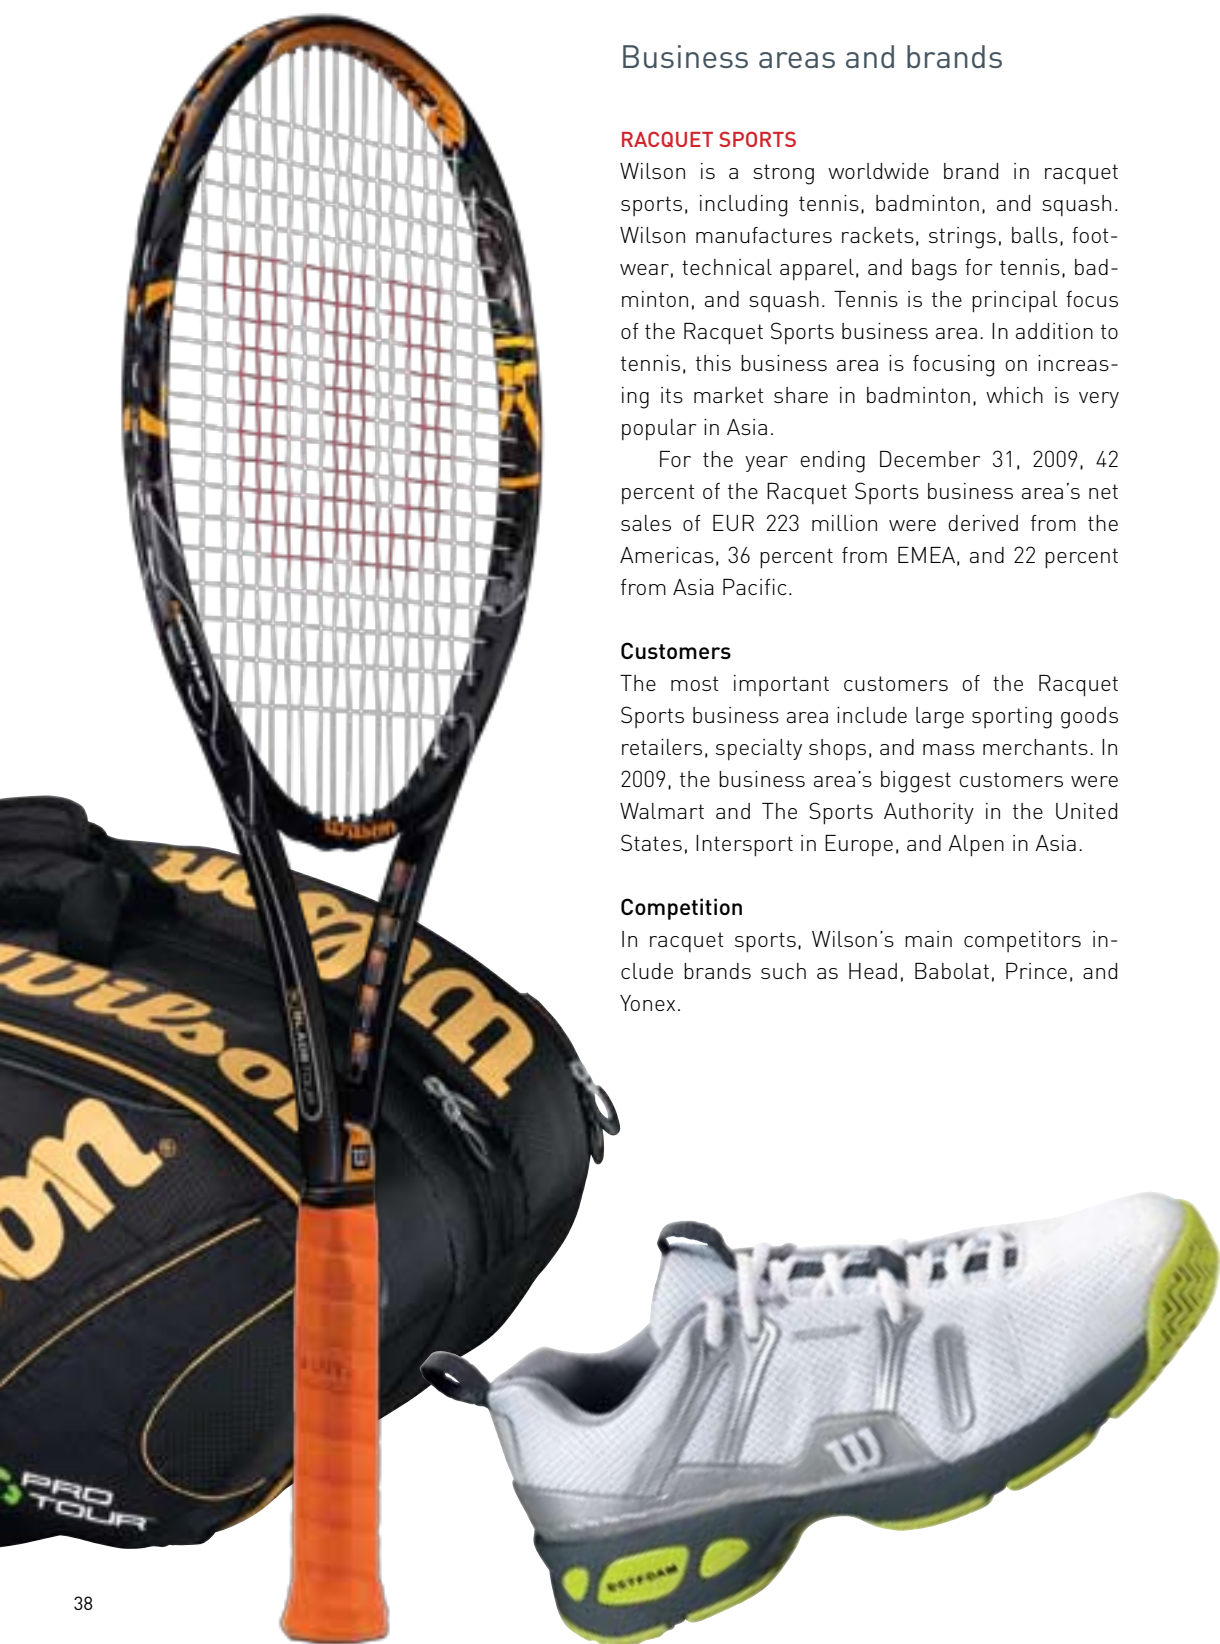 Business areas and brands
RACQUET SPORTS
Wilson is a strong worldwide brand in racquet
sports, including tennis, badminton, and squash.
Wilson manufactures rackets, strings, balls, foot-
wear, technical apparel, and bags for tennis, bad-
minton, and squash. Tennis is the principal focus
of the Racquet Sports business area. In addition to
tennis, this business area is focusing on increas-
ing its market share in badminton, which is very
popular in Asia.
For the year ending December 31, 2009, 42
percent of the Racquet Sports business area’s net
sales of EUR 223 million were derived from the
Americas, 36 percent from EMEA, and 22 percent
from Asia Pacific.
Customers
The most important customers of the Racquet
Sports business area include large sporting goods
retailers, specialty shops, and mass merchants. In
2009, the business area’s biggest customers were
Walmart and The Sports Authority in the United
States, Intersport in Europe, and Alpen in Asia.
Competition
In racquet sports, Wilson’s main competitors in-
clude brands such as Head, Babolat, Prince, and
Yonex.
Wilson
Wilson
Wilson
on®
BLADE TOUR
W
PRO
TOUR
W
DSTFOAM
38